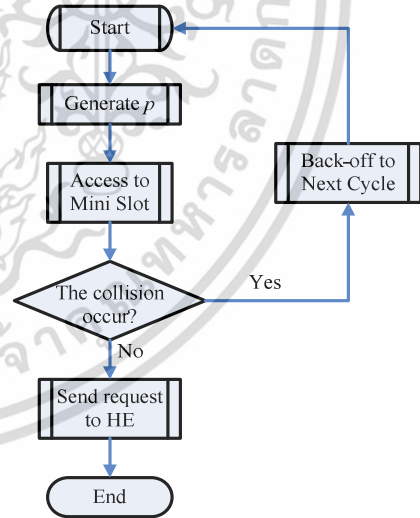 Start
Generate p
Access to
Mini Slot
Back-off to
Next Cycle
The collision
occur?
Yes
No
Send request
to HE
End